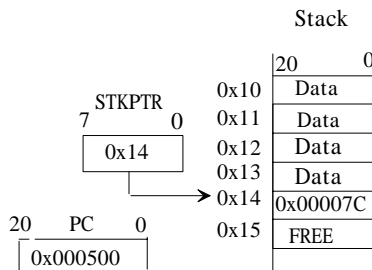 Stack
20 0
0x10 Data
STKPTR
0x11 Data
7 0
0x12 Data
0x14
0x13 Data
0x14 0x00007C
20 PC 0
0x15 FREE
0x000500